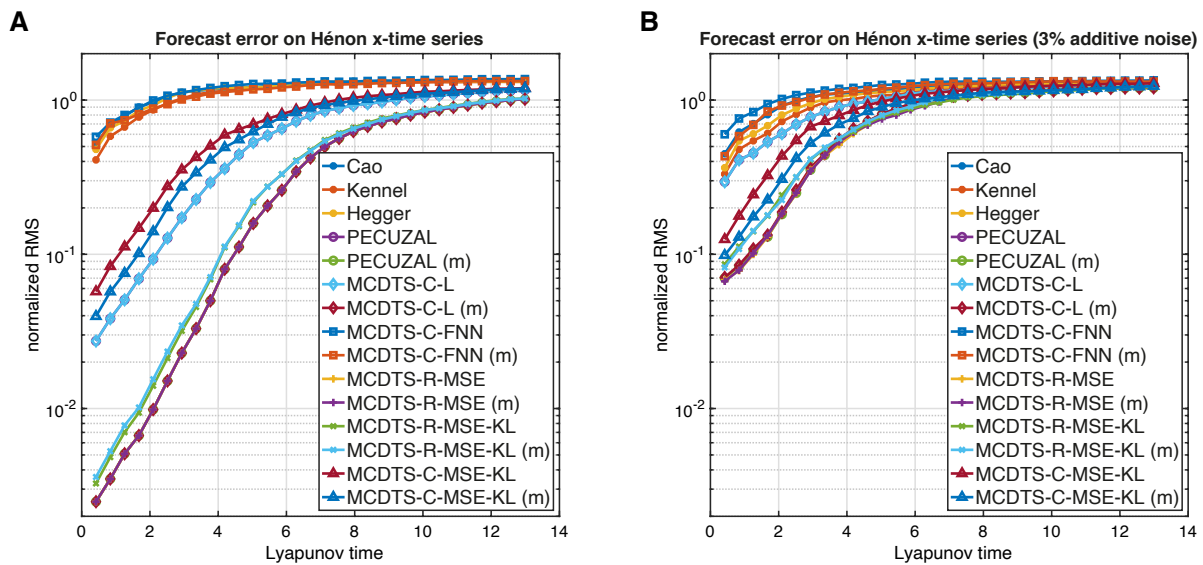 A
Forecast error on Hénon x-time series
normalized RMS
10^0
10^-1
10^-2
Cao
Kennel
Hegger
PECUZAL
PECUZAL (m)
MCDTS-C-L
MCDTS-C-L (m)
MCDTS-C-FNN
MCDTS-C-FNN (m)
MCDTS-R-MSE
MCDTS-R-MSE (m)
MCDTS-R-MSE-KL
MCDTS-R-MSE-KL (m)
MCDTS-C-MSE-KL
MCDTS-C-MSE-KL (m)
0 2 4 6 8 10 12 14
Lyapunov time
B
Forecast error on Hénon x-time series (3% additive noise)
normalized RMS
10^0
10^-1
10^-2
Cao
Kennel
Hegger
PECUZAL
PECUZAL (m)
MCDTS-C-L
MCDTS-C-L (m)
MCDTS-C-FNN
MCDTS-C-FNN (m)
MCDTS-R-MSE
MCDTS-R-MSE (m)
MCDTS-R-MSE-KL
MCDTS-R-MSE-KL (m)
MCDTS-C-MSE-KL
MCDTS-C-MSE-KL (m)
0 2 4 6 8 10 12 14
Lyapunov time